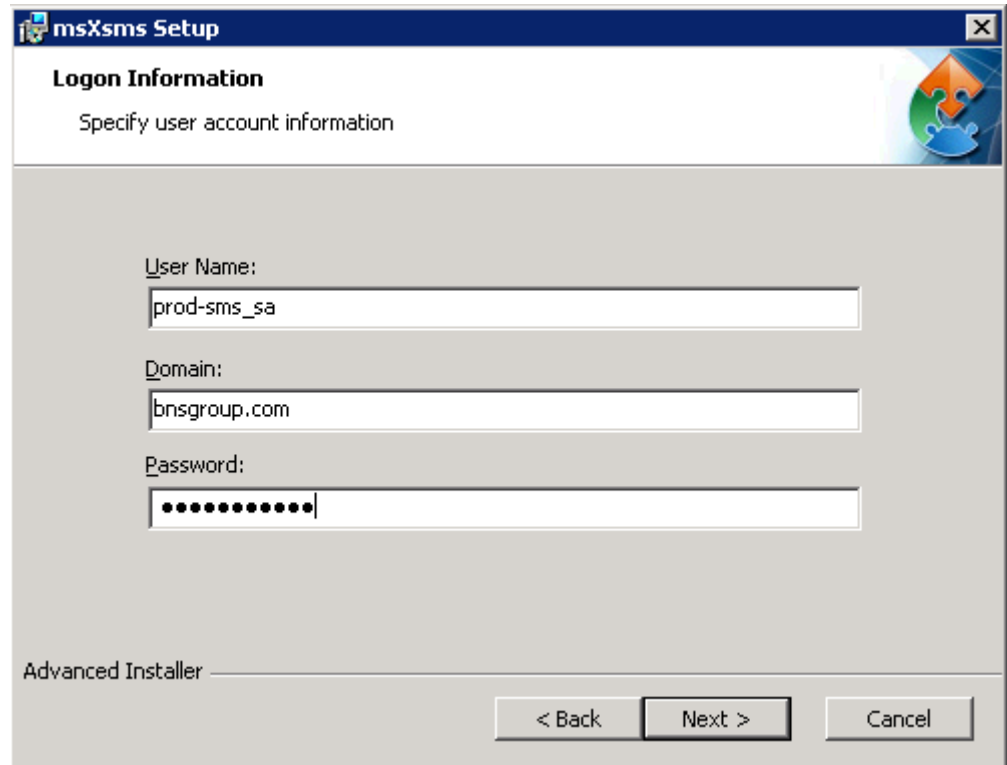 msXsms Setup
Logon Information
Specify user account information
User Name:
prod-sms_sa
Domain:
bnsgroup.com
Password:
●●●●●●●●●●●
Advanced Installer
< Back Next > Cancel